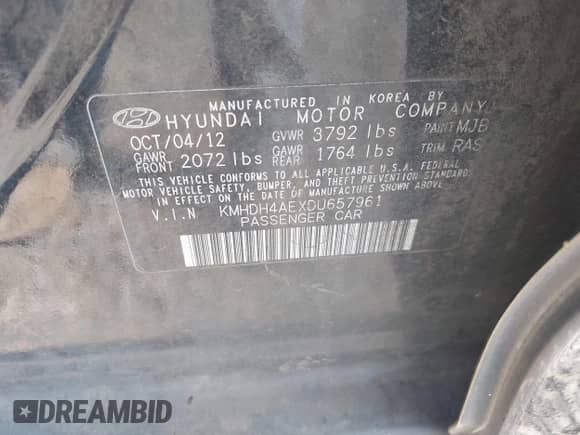 MANUFACTURED IN KOREA BY
HYUNDAI MOTOR COMPANY
OCT/04/12 GVWR 3792 lbs PAINT MJB
GAWR FRONT 2072 lbs GAWR REAR 1764 lbs TRIM RAS
THIS VEHICLE CONFORMS TO ALL APPLICABLE U.S.A. FEDERAL
MOTOR VEHICLE SAFETY, BUMPER, AND THEFT PREVENTION STANDARDS
IN EFFECT ON THE DATE OF MANUFACTURE SHOWN ABOVE.
V.I.N KMHDH4AEXDU657961
PASSENGER CAR
DREAMBID